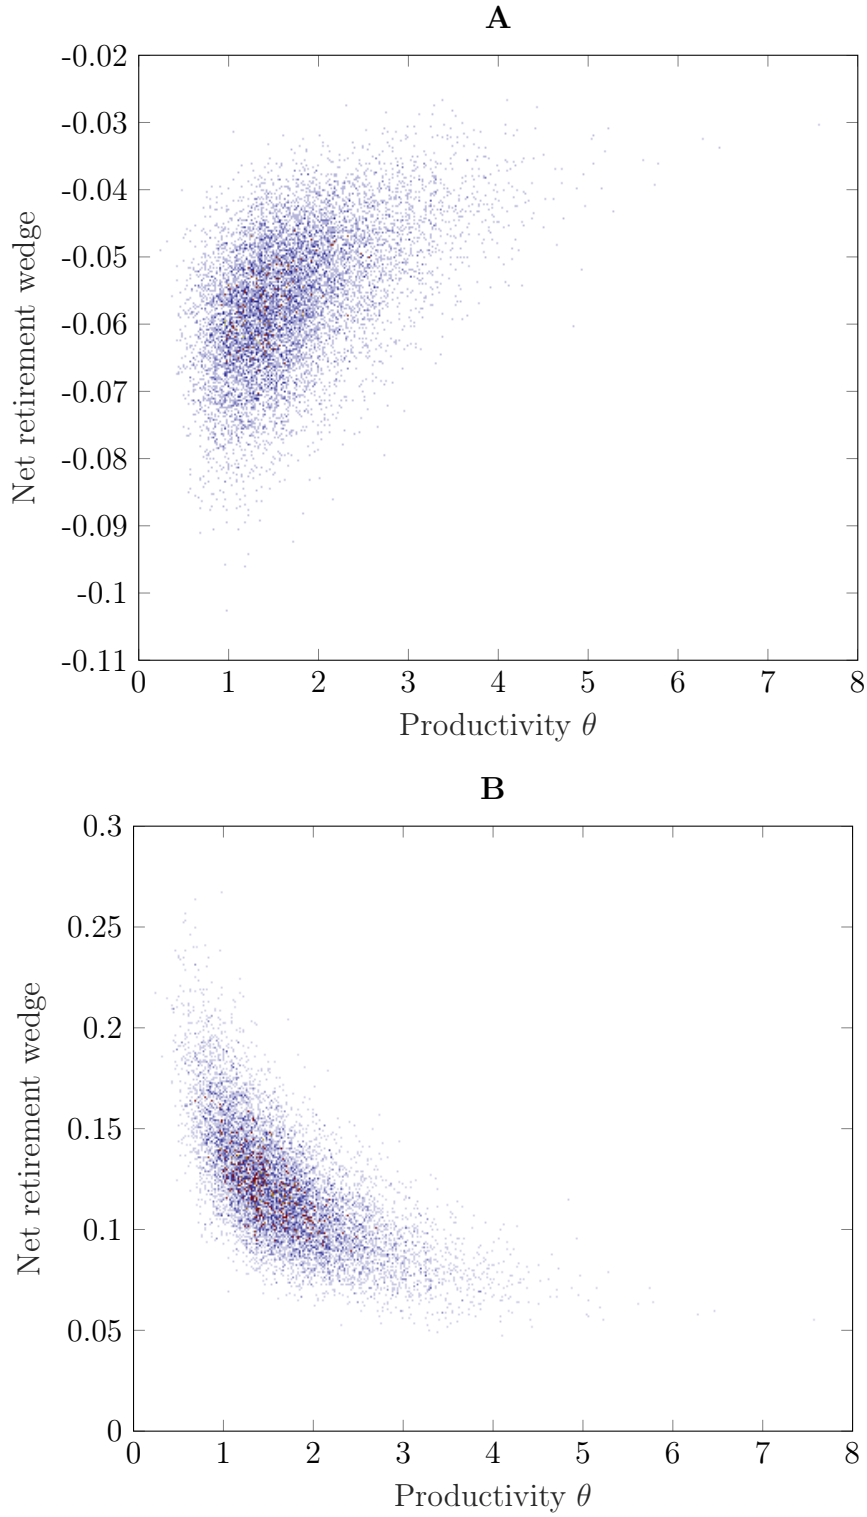 A
-0.02
-0.03
-0.04
-0.05
-0.06
-0.07
-0.08
-0.09
-0.1
-0.11
Net retirement wedge
0 1 2 3 4 5 6 7 8
Productivity θ
B
0.3
0.25
0.2
0.15
0.1
0.05
0
Net retirement wedge
0 1 2 3 4 5 6 7 8
Productivity θ